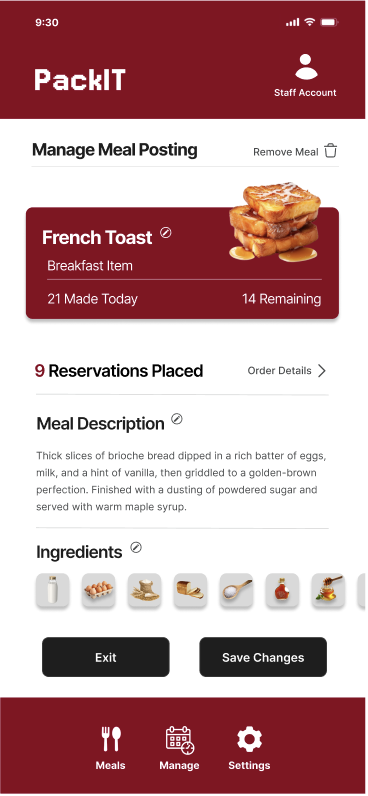 9:30
PackIT
Staff Account
Manage Meal Posting
Remove Meal
French Toast
Breakfast Item
21 Made Today
14 Remaining
9 Reservations Placed
Order Details
Meal Description
Thick slices of brioche bread dipped in a rich batter of eggs,
milk, and a hint of vanilla, then griddled to a golden-brown
perfection. Finished with a dusting of powdered sugar and
served with warm maple syrup.
Ingredients
Exit
Save Changes
Meals
Manage
Settings